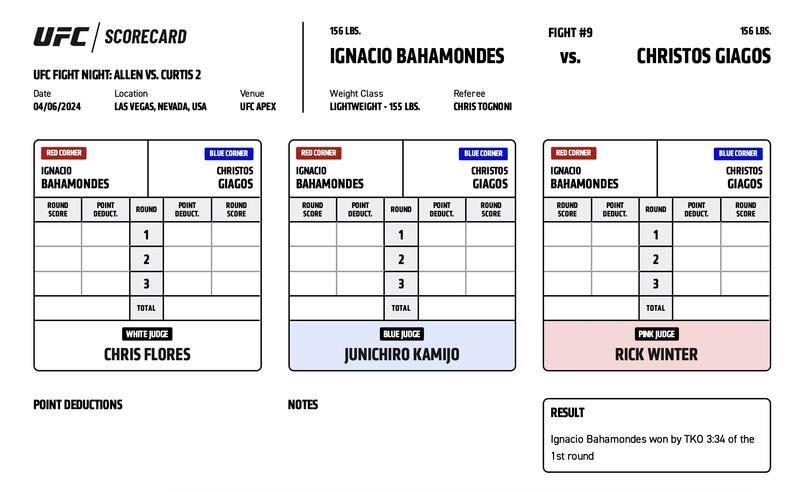 UFC / SCORECARD
UFC FIGHT NIGHT: ALLEN VS. CURTIS 2
Date Location Venue
04/06/2024 LAS VEGAS, NEVADA, USA UFC APEX
156 LBS. FIGHT #9 156 LBS.
IGNACIO BAHAMONDES VS. CHRISTOS GIAGOS
Weight Class Referee
LIGHTWEIGHT - 155 LBS. CHRIS TOGNONI
RED CORNER BLUE CORNER
IGNACIO CHRISTOS
BAHAMONDES GIAGOS
ROUND SCORE POINT DEDUCT. ROUND POINT DEDUCT. ROUND SCORE
1
2
3
TOTAL
WHITE JUDGE
CHRIS FLORES
RED CORNER BLUE CORNER
IGNACIO CHRISTOS
BAHAMONDES GIAGOS
ROUND SCORE POINT DEDUCT. ROUND POINT DEDUCT. ROUND SCORE
1
2
3
TOTAL
BLUE JUDGE
JUNICHIRO KAMIJO
RED CORNER BLUE CORNER
IGNACIO CHRISTOS
BAHAMONDES GIAGOS
ROUND SCORE POINT DEDUCT. ROUND POINT DEDUCT. ROUND SCORE
1
2
3
TOTAL
PINK JUDGE
RICK WINTER
POINT DEDUCTIONS
NOTES
RESULT
Ignacio Bahamondes won by TKO 3:34 of the
1st round